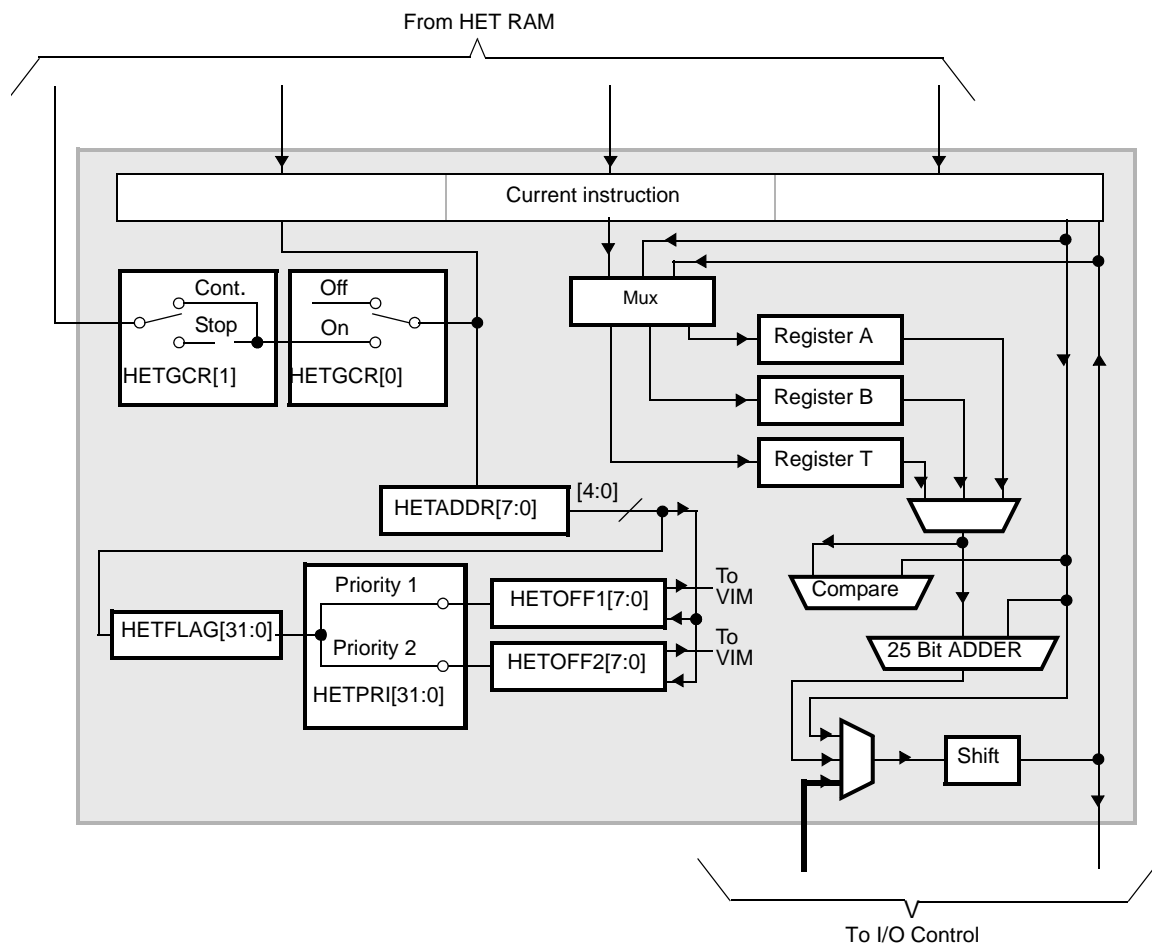 From HET RAM
Current instruction
Cont.
Stop
HETGCR[1]
Off
On
HETGCR[0]
Mux
Register A
Register B
Register T
HETADDR[7:0]
[4:0]
Compare
25 Bit ADDER
HETFLAG[31:0]
Priority 1
Priority 2
HETPRI[31:0]
HETOFF1[7:0]
HETOFF2[7:0]
To
VIM
To
VIM
Shift
To I/O Control